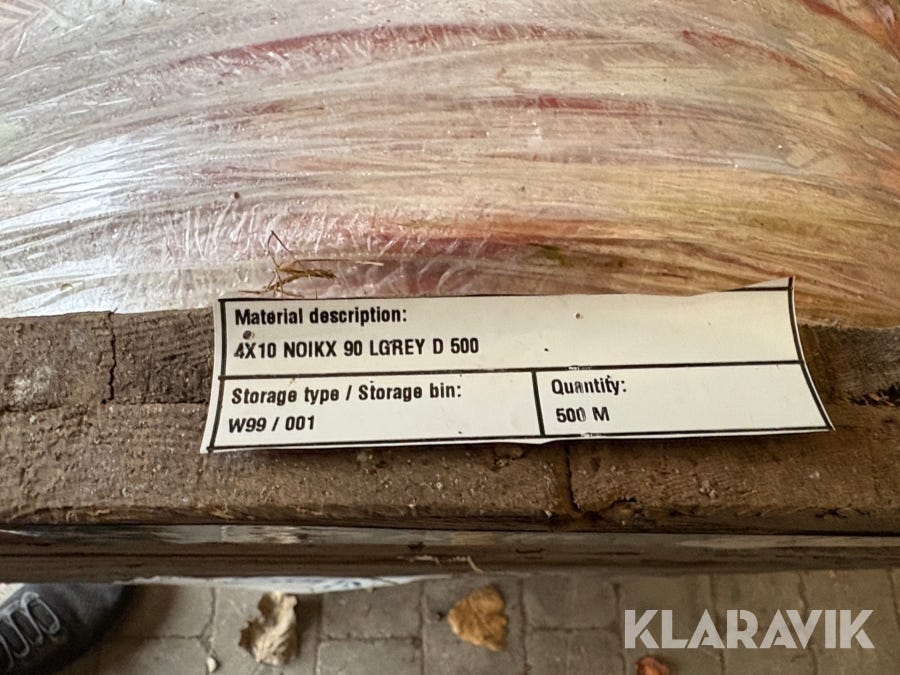 Material description:
4X10 NOIKX 90 LGREY D 500
Storage type / Storage bin:
W99 / 001
Quantity:
500 M
KLARAVIK